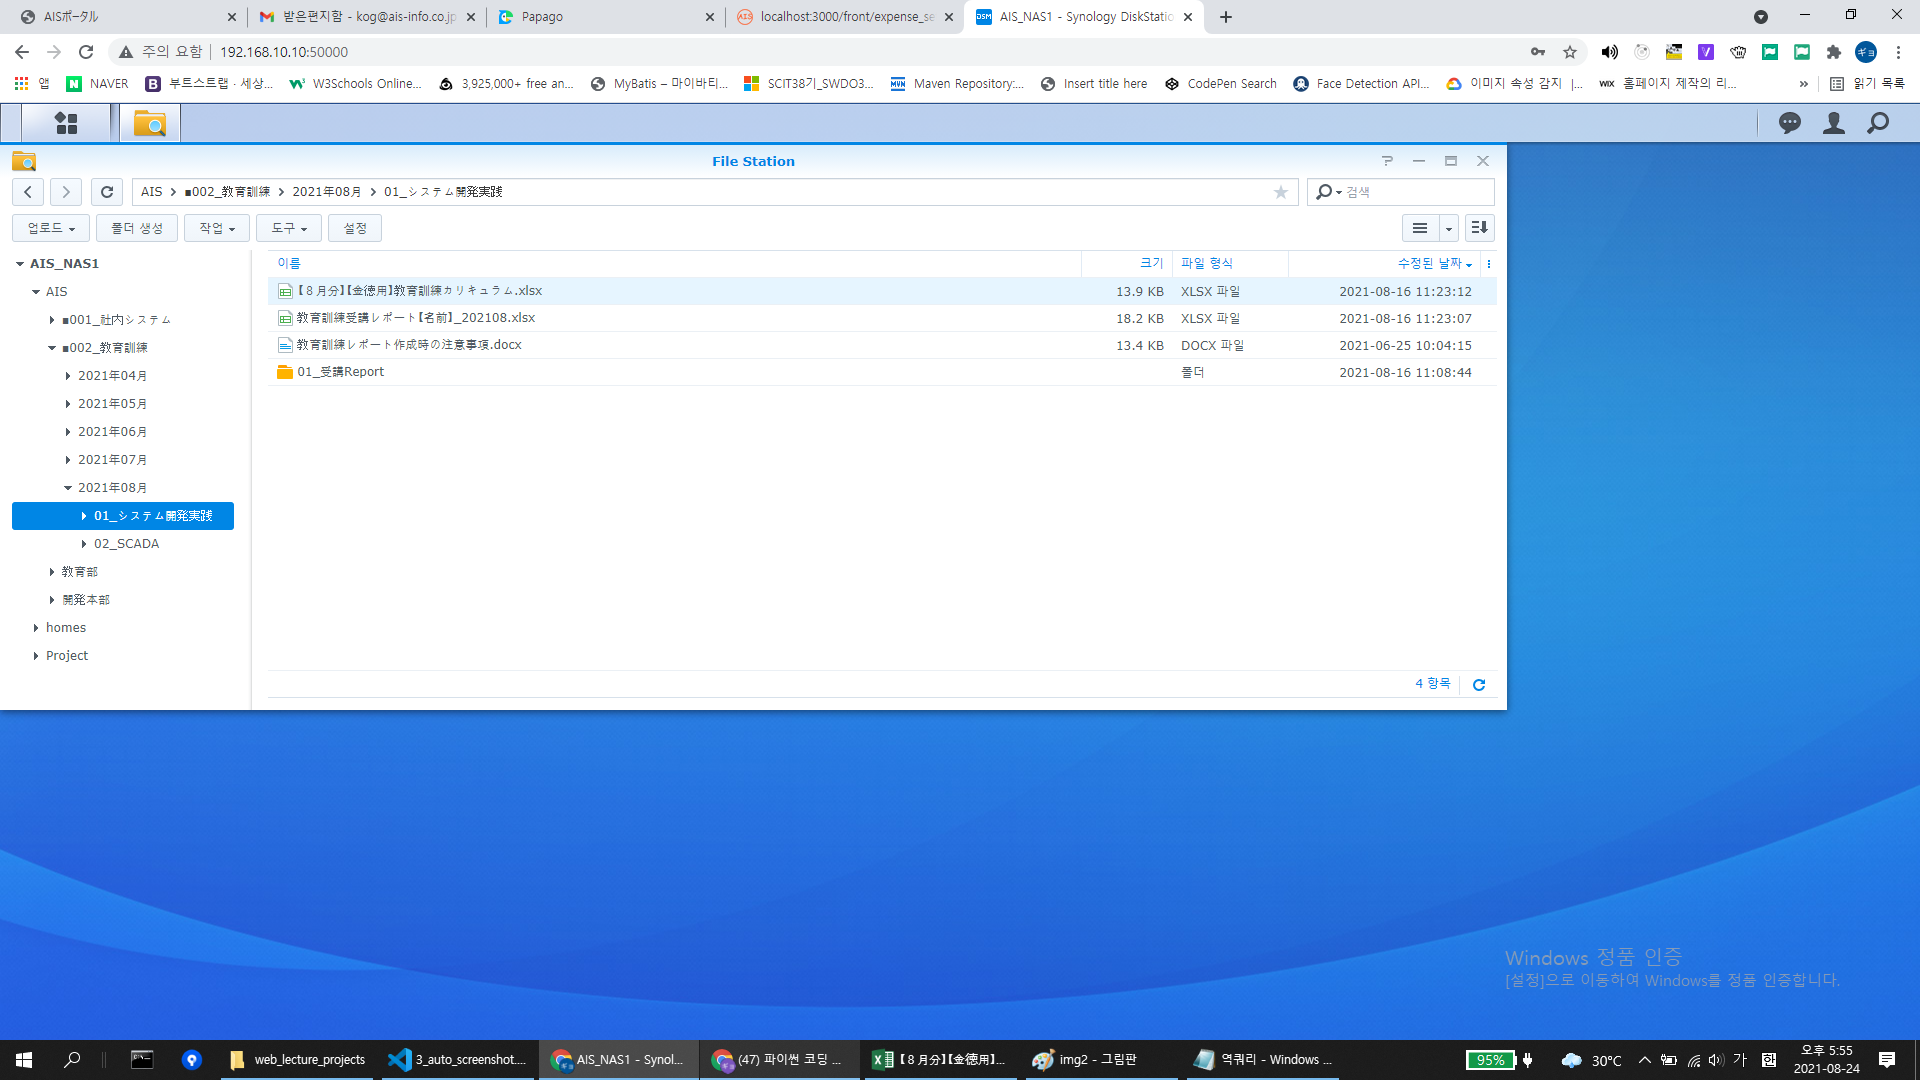 AISポータル
받은편지함 - kog@ais-info.co.jp
Papago
localhost:3000/front/expense_se
AIS_NAS1 - Synology DiskStatio
주의 요함 192.168.10.10:50000
앱 NAVER 부트스트랩 · 세상... W3Schools Online... 3,925,000+ free an... MyBatis – 마이바티... SCIT38기_SWDO3... Maven Repository:... Insert title here CodePen Search Face Detection API... 이미지 속성 감지 |... 홈페이지 제작의 리... » 읽기 목록
File Station
AIS > ■002_教育訓練 > 2021年08月 > 01_システム開発実践
검색
업로드 폴더 생성 작업 도구 설정
이름 크기 파일 형식 수정된 날짜
【８月分】【金徳用】教育訓練カリキュラム.xlsx 13.9 KB XLSX 파일 2021-08-16 11:23:12
教育訓練受講レポート【名前】_202108.xlsx 18.2 KB XLSX 파일 2021-08-16 11:23:07
教育訓練レポート作成時の注意事項.docx 13.4 KB DOCX 파일 2021-06-25 10:04:15
01_受講Report 폴더 2021-08-16 11:08:44
AIS_NAS1
AIS
■001_社内システム
■002_教育訓練
2021年04月
2021年05月
2021年06月
2021年07月
2021年08月
01_システム開発実践
02_SCADA
教育部
開発本部
homes
Project
4 항목
Windows 정품 인증
[설정]으로 이동하여 Windows를 정품 인증합니다.
web_lecture_projects
3_auto_screenshot....
AIS_NAS1 - Synol...
(47) 파이썬 코딩 ...
【８月分】【金徳用】...
img2 - 그림판
역쿼리 - Windows ...
95%
30°C
가
오후 5:55
2021-08-24